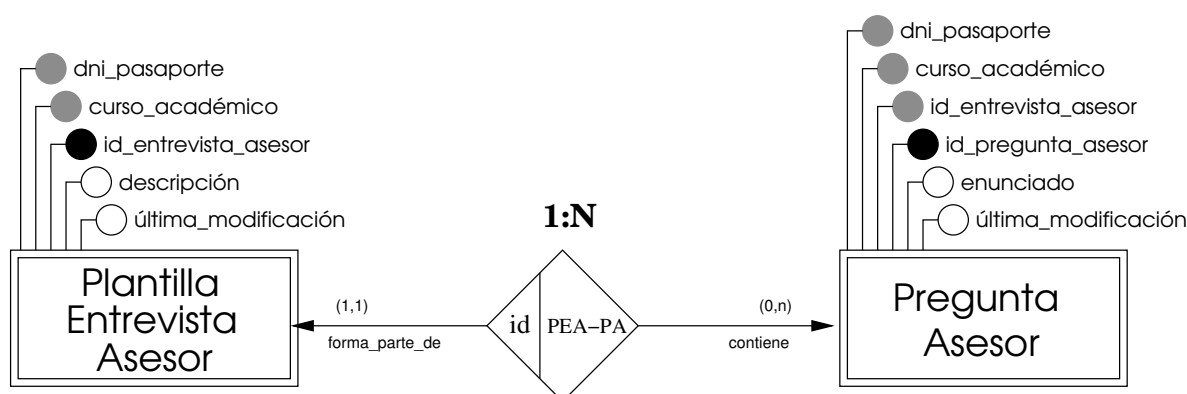 dni_pasaporte
curso_académico
id_entrevista_asesor
descripción
última_modificación
Plantilla
Entrevista
Asesor
(1,1)
forma_parte_de
1:N
id
PEA–PA
(0,n)
contiene
dni_pasaporte
curso_académico
id_entrevista_asesor
id_pregunta_asesor
enunciado
última_modificación
Pregunta
Asesor